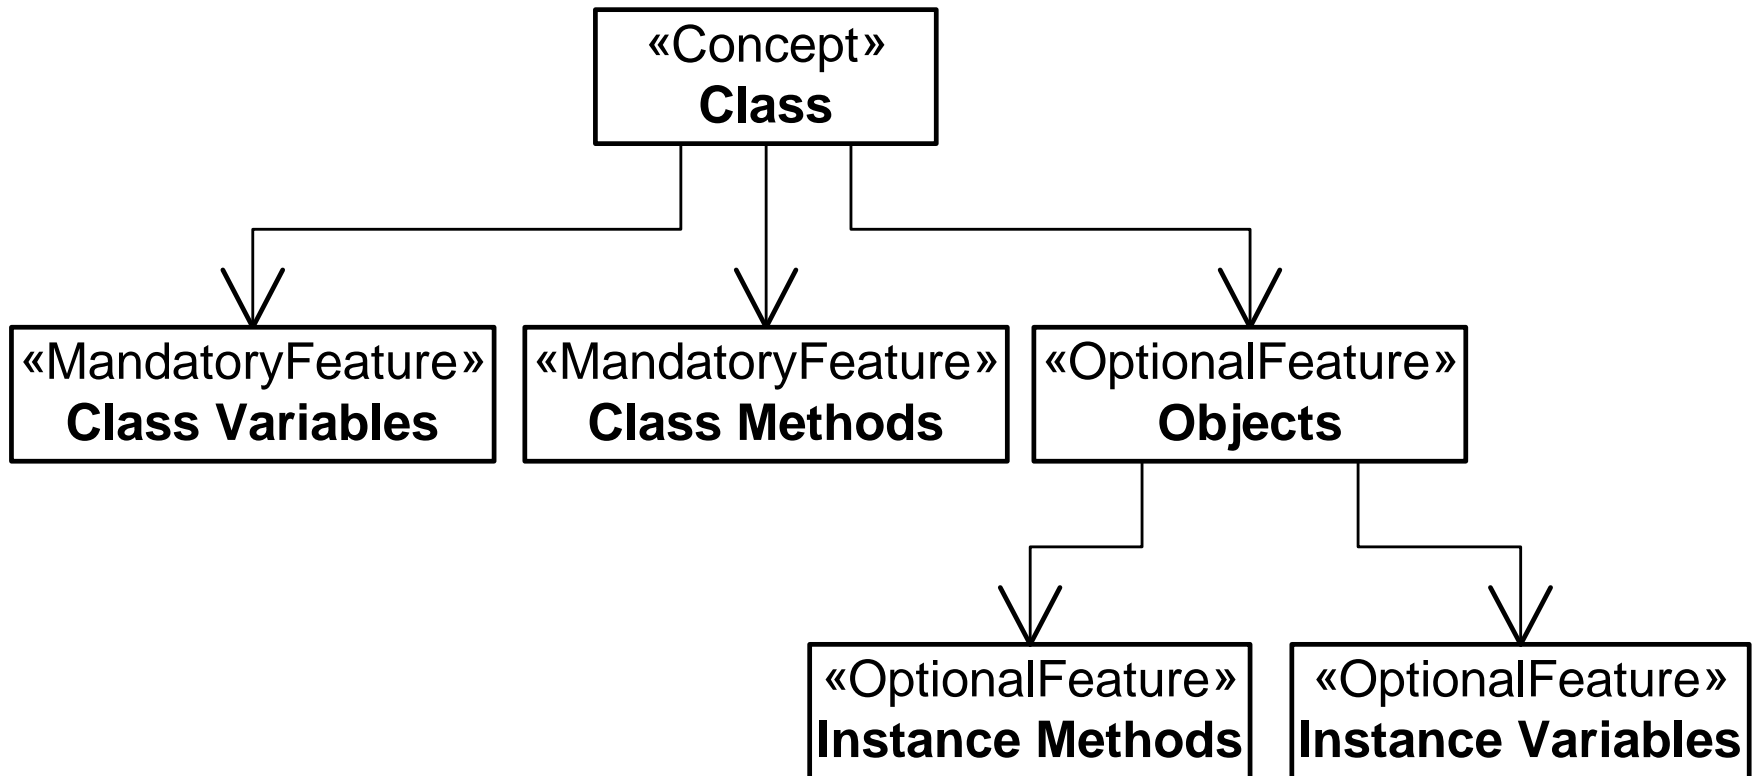 «Concept»
Class
«MandatoryFeature»
Class Variables
«MandatoryFeature»
Class Methods
«OptionalFeature»
Objects
«OptionalFeature»
Instance Methods
«OptionalFeature»
Instance Variables